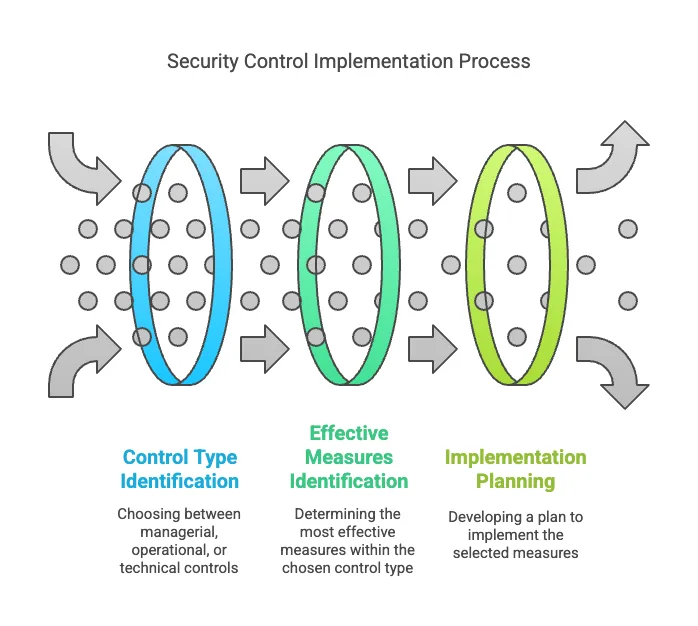 Security Control Implementation Process
Control Type
Identification
Choosing between
managerial,
operational, or
technical controls
Effective
Measures
Identification
Determining the
most effective
measures within the
chosen control type
Implementation
Planning
Developing a plan to
implement the
selected measures